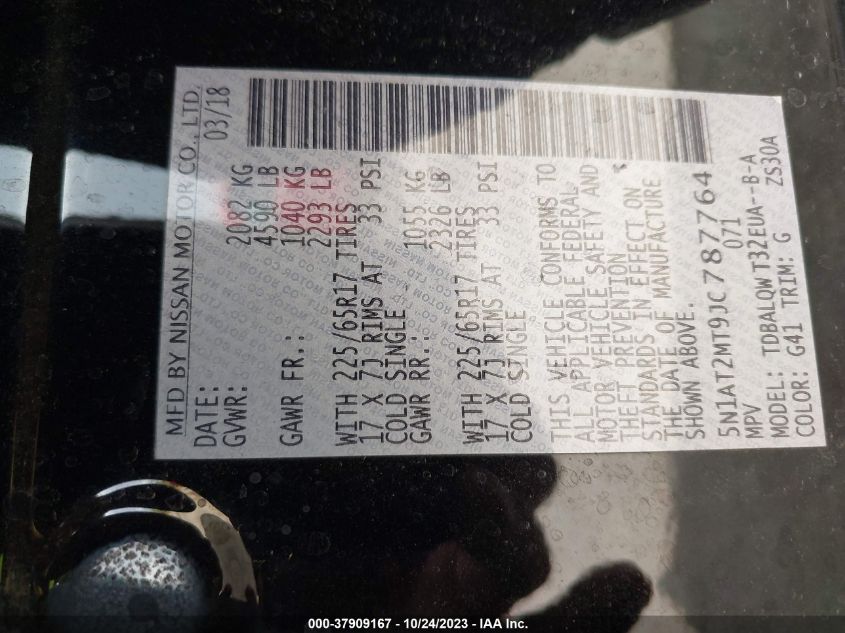 MFD BY NISSAN MOTOR CO., LTD.
DATE: 03/18
GVWR: 2082 KG
4590 LB
GAWR FR.: 1040 KG
2293 LB
WITH 225/65R17 TIRES
17 X 7J RIMS AT 33 PSI
COLD SINGLE
GAWR RR.: 1055 KG
2326 LB
WITH 225/65R17 TIRES
17 X 7J RIMS AT 33 PSI
COLD SINGLE
THIS VEHICLE CONFORMS TO
ALL APPLICABLE FEDERAL
MOTOR VEHICLE SAFETY AND
THEFT PREVENTION
STANDARDS IN EFFECT ON
THE DATE OF MANUFACTURE
SHOWN ABOVE.
5N1AT2MT9JC787764
MPV 071
MODEL: TDBALQWT32EUA--B-A
COLOR: G41 TRIM: G ZS30A
000-37909167 - 10/24/2023 - IAA Inc.